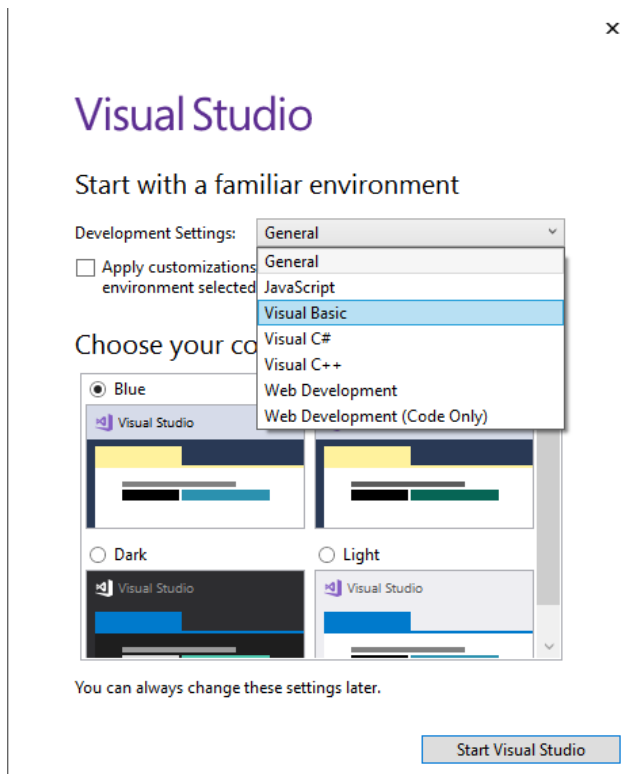 Visual Studio
Start with a familiar environment
Development Settings: General
General
Apply customizations
environment selected
JavaScript
Visual Basic
Visual C#
Visual C++
Web Development
Web Development (Code Only)
Choose your co
Blue
Visual Studio
Dark
Light
Visual Studio
Visual Studio
You can always change these settings later.
Start Visual Studio